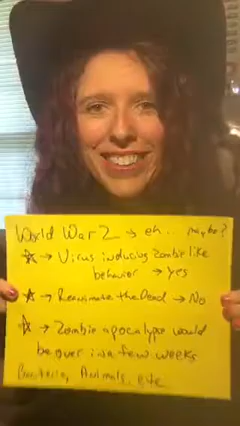 World War Z → eh... maybe?
☆ → Virus inducing Zombie like
behavior → yes
☆ → Reanimate the Dead → No
☆ → Zombie apocalypse would
be over in a few weeks
Bacteria, Animals, etc.